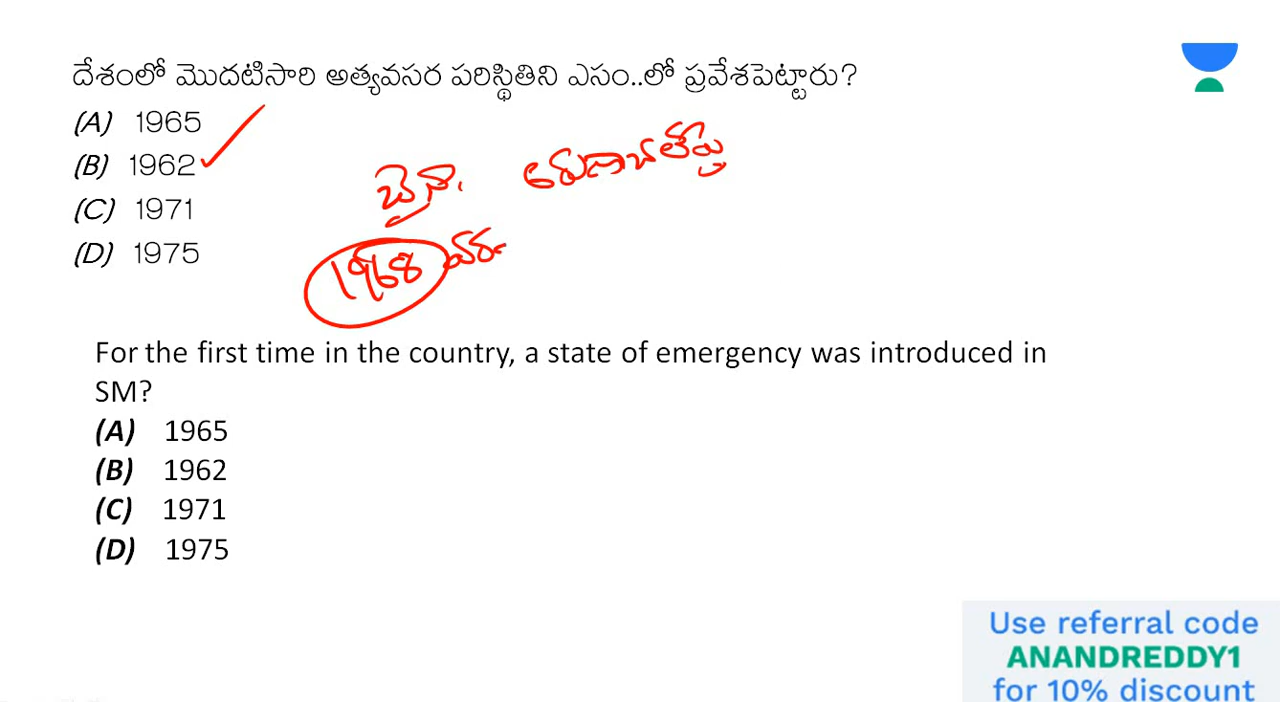 దేశంలో మొదటిసారి అత్యవసర పరిస్థితిని ఎసం..లో ప్రవేశపెట్టారు?
(A) 1965
(B) 1962
(C) 1971
(D) 1975
చైనా
1968 వరకు
For the first time in the country, a state of emergency was introduced in
SM?
(A) 1965
(B) 1962
(C) 1971
(D) 1975
Use referral code
ANANDREDDY1
for 10% discount